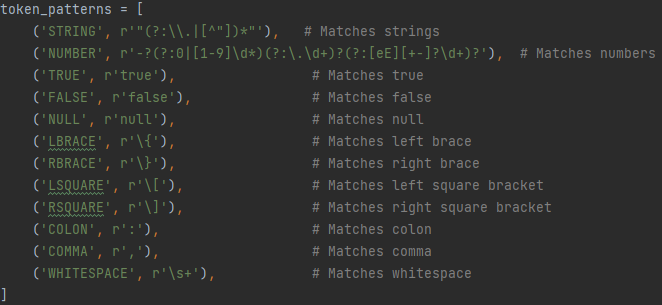 token_patterns = [
    ('STRING', r'"(?:\\.|[^"])*"'),   # Matches strings
    ('NUMBER', r'-?(?:0|[1-9]\d*)(?:\.\d+)?(?:[eE][+-]?\d+)?'),  # Matches numbers
    ('TRUE', r'true'),                # Matches true
    ('FALSE', r'false'),              # Matches false
    ('NULL', r'null'),                # Matches null
    ('LBRACE', r'\{'),                # Matches left brace
    ('RBRACE', r'\}'),                # Matches right brace
    ('LSQUARE', r'\['),               # Matches left square bracket
    ('RSQUARE', r'\]'),               # Matches right square bracket
    ('COLON', r':'),                  # Matches colon
    ('COMMA', r','),                  # Matches comma
    ('WHITESPACE', r'\s+'),           # Matches whitespace
]